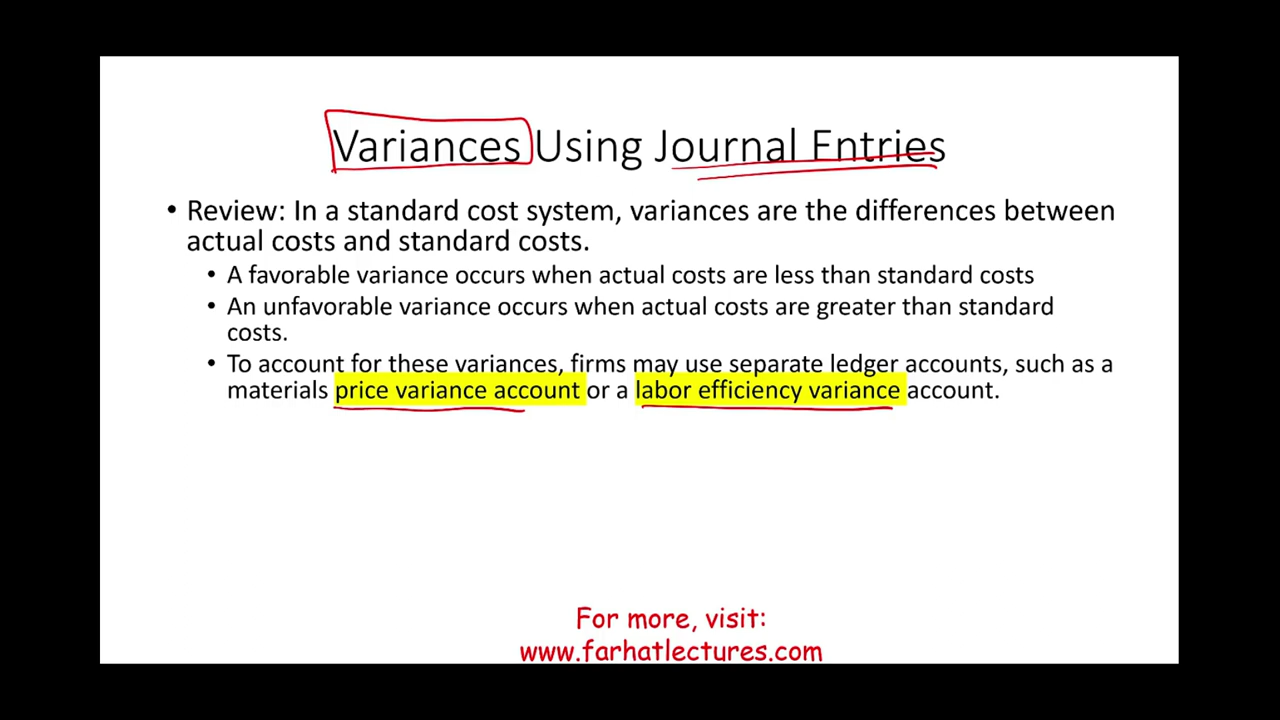 Variances Using Journal Entries
• Review: In a standard cost system, variances are the differences between
actual costs and standard costs.
• A favorable variance occurs when actual costs are less than standard costs
• An unfavorable variance occurs when actual costs are greater than standard
costs.
• To account for these variances, firms may use separate ledger accounts, such as a
materials price variance account or a labor efficiency variance account.
For more, visit:
www.farhatlectures.com